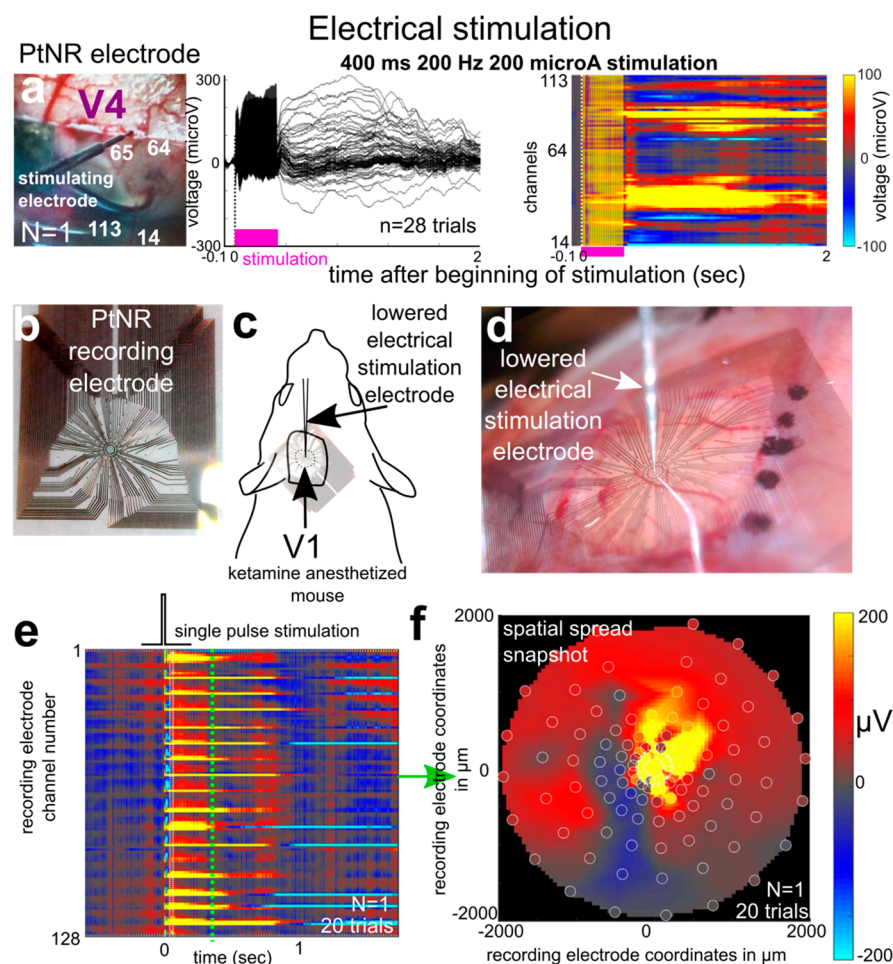 Electrical stimulation
PtNR electrode
400 ms 200 Hz 200 microA stimulation
a
V4
65
64
stimulating
electrode
N=1
113
14
voltage (microV)
300
0
-300
n=28 trials
-0.1 0
2
stimulation
channels
113
64
14
-0.1 0
2
100
0
-100
voltage (microV)
time after beginning of stimulation (sec)
b
PtNR
recording
electrode
c
lowered
electrical
stimulation
electrode
V1
ketamine anesthetized
mouse
d
lowered
electrical
stimulation
electrode
e
single pulse stimulation
recording electrode
channel number
1
128
N=1
20 trials
0
time (sec)
1
f
spatial spread
snapshot
recording electrode coordinates
in µm
2000
0
-2000
N=1
20 trials
-2000
0
2000
recording electrode coordinates in µm
200
µV
0
-200